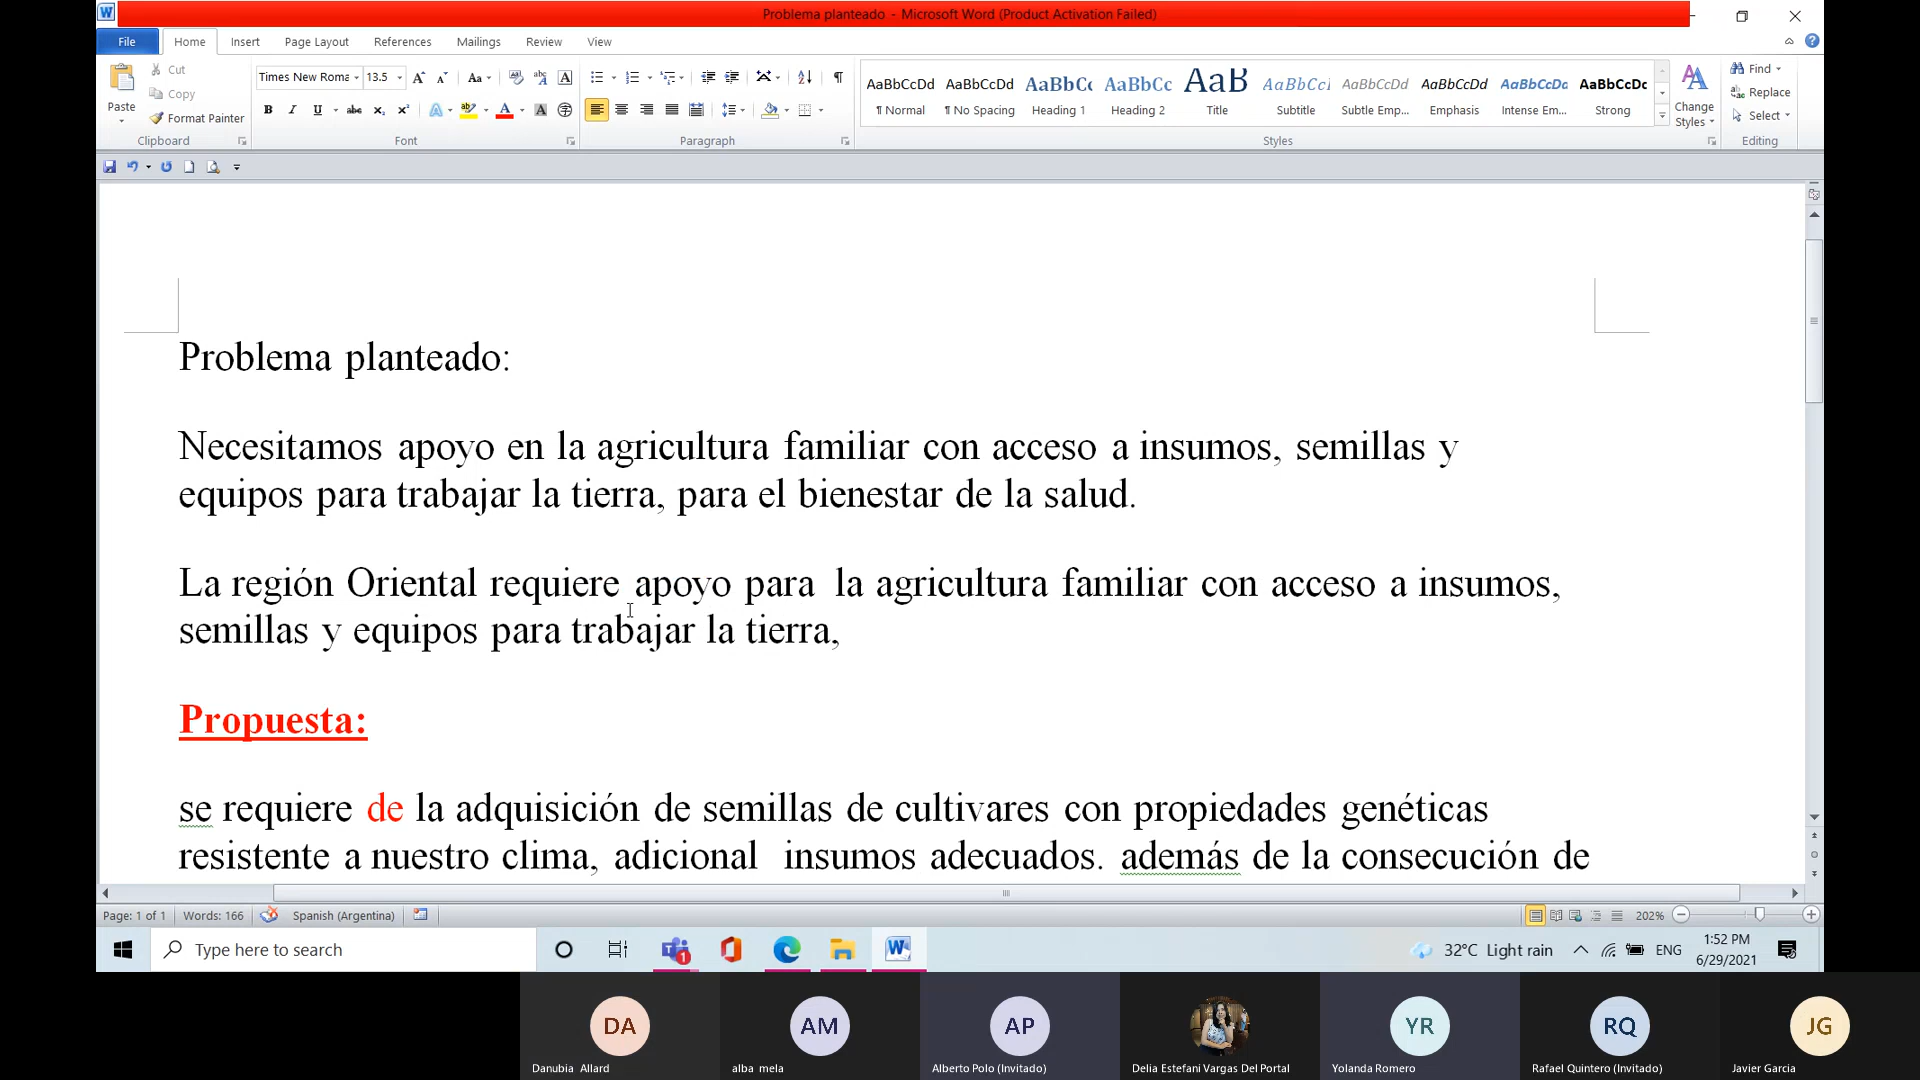 Problema planteado - Microsoft Word (Product Activation Failed)
File Home Insert Page Layout References Mailings Review View
Paste Cut Copy Format Painter
Times New Roma 13.5
AaBbCcDd AaBbCcDd AaBbCc AaBbCc AaB AaBbCcl AaBbCcDd AaBbCcDd AaBbCcDc AaBbCcDc
¶ Normal ¶ No Spacing Heading 1 Heading 2 Title Subtitle Subtle Emp... Emphasis Intense Em... Strong
Change Styles
Find Replace Select
Clipboard Font Paragraph Styles Editing
Problema planteado:
Necesitamos apoyo en la agricultura familiar con acceso a insumos, semillas y
equipos para trabajar la tierra, para el bienestar de la salud.
La región Oriental requiere apoyo para la agricultura familiar con acceso a insumos,
semillas y equipos para trabajar la tierra,
Propuesta:
se requiere de la adquisición de semillas de cultivares con propiedades genéticas
resistente a nuestro clima, adicional insumos adecuados. además de la consecución de
Page: 1 of 1 Words: 166 Spanish (Argentina) 202%
Type here to search 1 32°C Light rain ENG 1:52 PM
6/29/2021
DA AM AP YR RQ JG
Danubia Allard alba mela Alberto Polo (Invitado) Delia Estefani Vargas Del Portal Yolanda Romero Rafael Quintero (Invitado) Javier Garcia